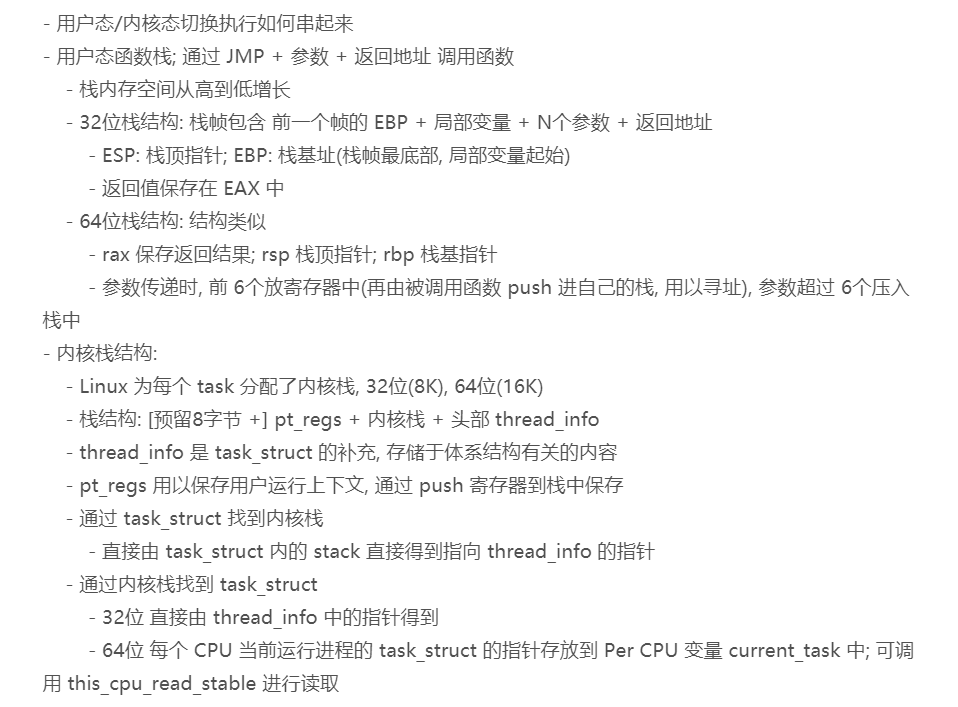 - 用户态/内核态切换执行如何串起来
- 用户态函数栈; 通过 JMP + 参数 + 返回地址 调用函数
- 栈内存空间从高到低增长
- 32位栈结构: 栈帧包含 前一个帧的 EBP + 局部变量 + N个参数 + 返回地址
- ESP: 栈顶指针; EBP: 栈基址(栈帧最底部, 局部变量起始)
- 返回值保存在 EAX 中
- 64位栈结构: 结构类似
- rax 保存返回结果; rsp 栈顶指针; rbp 栈基指针
- 参数传递时, 前 6个放寄存器中(再由被调用函数 push 进自己的栈, 用以寻址), 参数超过 6个压入
栈中
- 内核栈结构:
- Linux 为每个 task 分配了内核栈, 32位(8K), 64位(16K)
- 栈结构: [预留8字节 +] pt_regs + 内核栈 + 头部 thread_info
- thread_info 是 task_struct 的补充, 存储于体系结构有关的内容
- pt_regs 用以保存用户运行上下文, 通过 push 寄存器到栈中保存
- 通过 task_struct 找到内核栈
- 直接由 task_struct 内的 stack 直接得到指向 thread_info 的指针
- 通过内核栈找到 task_struct
- 32位 直接由 thread_info 中的指针得到
- 64位 每个 CPU 当前运行进程的 task_struct 的指针存放到 Per CPU 变量 current_task 中; 可调
用 this_cpu_read_stable 进行读取